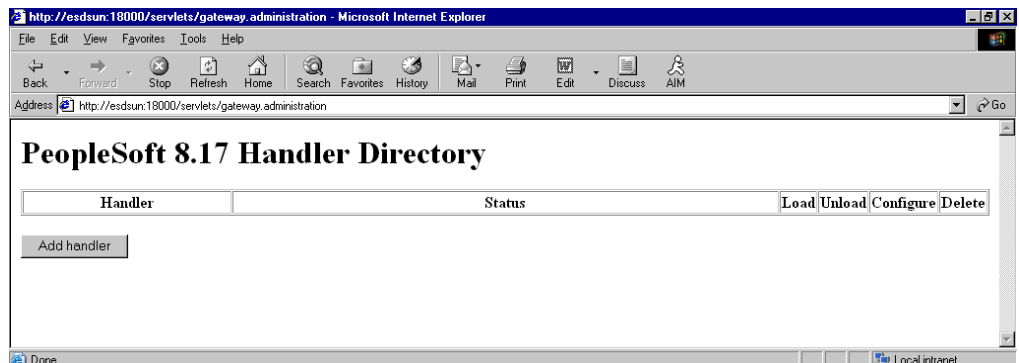 http://esdsun:18000/servlets/gateway.administration - Microsoft Internet Explorer
File Edit View Favorites Tools Help
Back Forward Stop Refresh Home Search Favorites History Mail Print Edit Discuss AIM
Address http://esdsun:18000/servlets/gateway.administration Go
PeopleSoft 8.17 Handler Directory
Handler Status Load Unload Configure Delete
Add handler
Done Local intranet